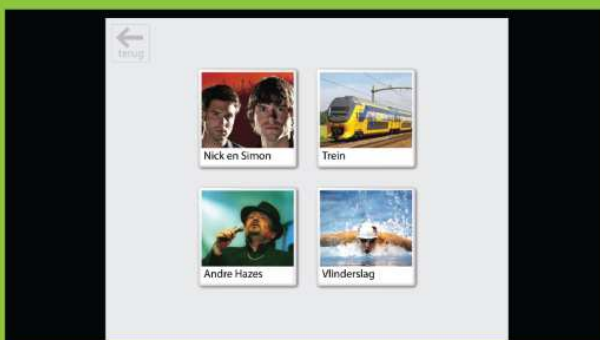 terug
Nick en Simon
Trein
Andre Hazes
Vlinderslag